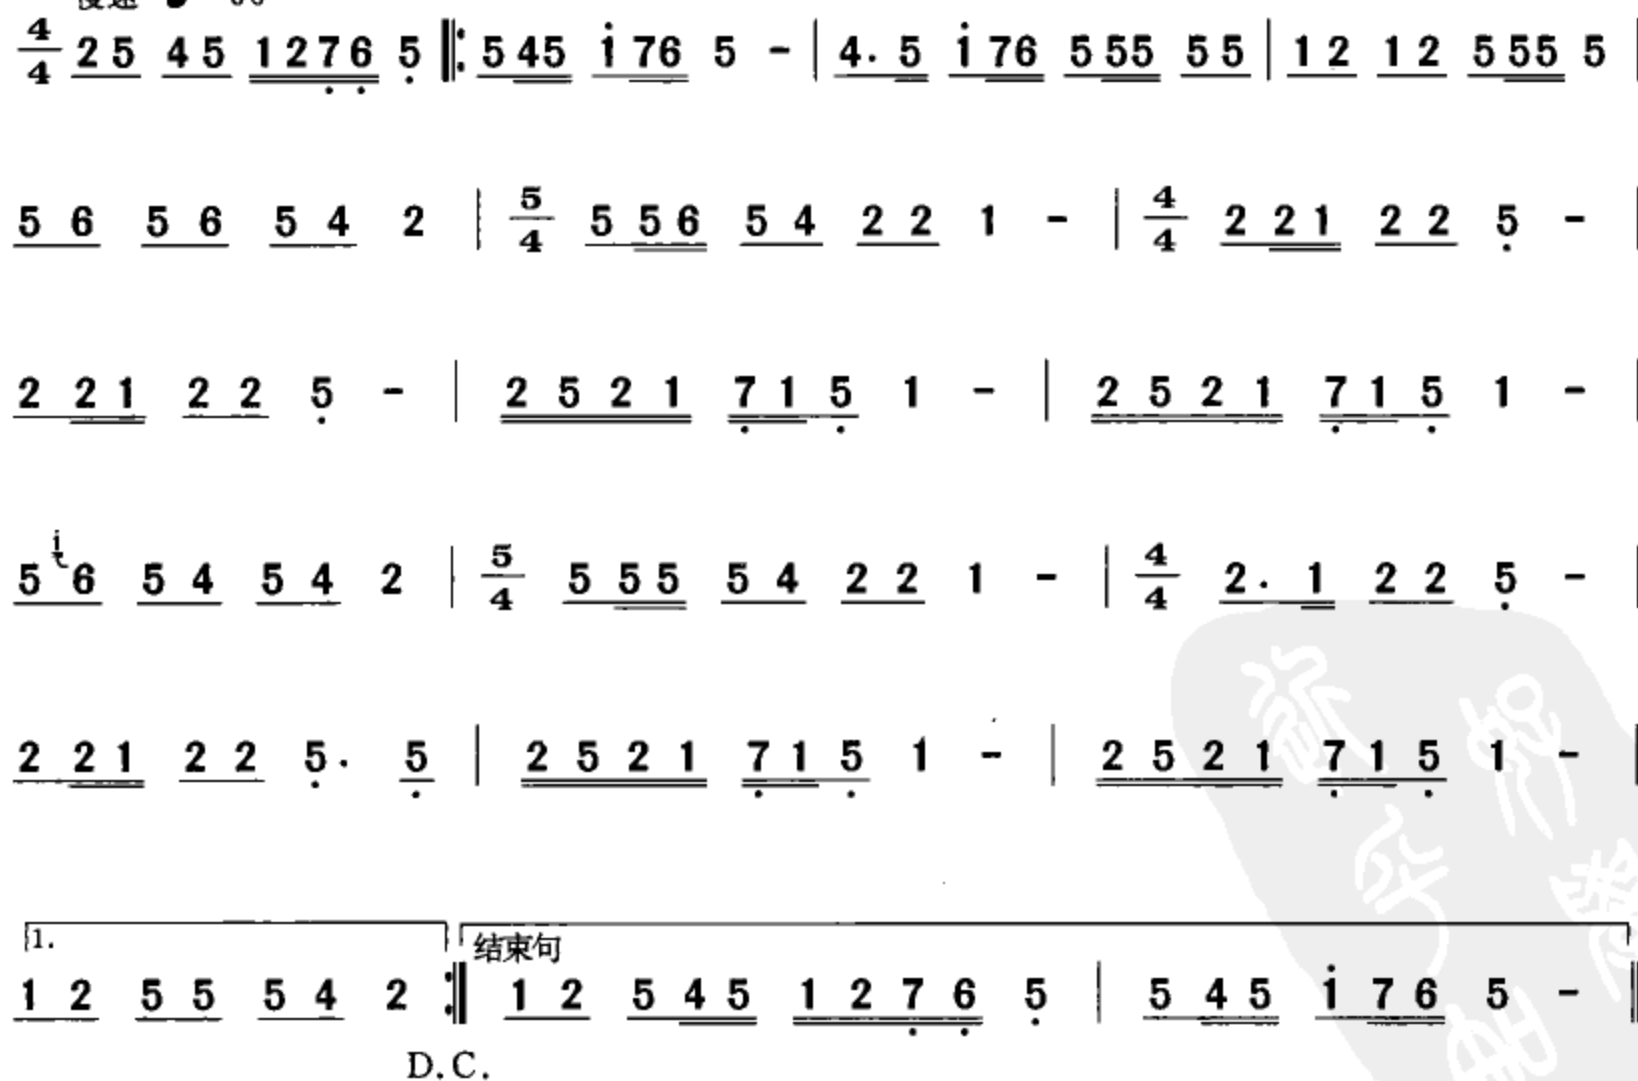 4/4 2 5 4 5 1 2 7̣ 6̣ 5̣ ‖: 5 4 5 i 7 6 5 - | 4. 5 i 7 6 5 5 5 5 5 | 1 2 1 2 5 5 5 5 |
5 6 5 6 5 4 2 | 5/4 5 5 6 5 4 2 2 1 - | 4/4 2 2 1 2 2 5̣ - |
2 2 1 2 2 5̣ - | 2 5 2 1 7̣ 1 5̣ 1 - | 2 5 2 1 7̣ 1 5̣ 1 - |
i
5 6 5 4 5 4 2 | 5/4 5 5 5 5 4 2 2 1 - | 4/4 2. 1 2 2 5̣ - |
2 2 1 2 2 5̣. 5̣ | 2 5 2 1 7̣ 1 5̣ 1 - | 2 5 2 1 7̣ 1 5̣ 1 - |
1. 结束句
1 2 5 5 5 4 2 :‖ 1 2 5 4 5 1 2 7̣ 6̣ 5̣ | 5 4 5 i 7 6 5 - ‖
D.C.